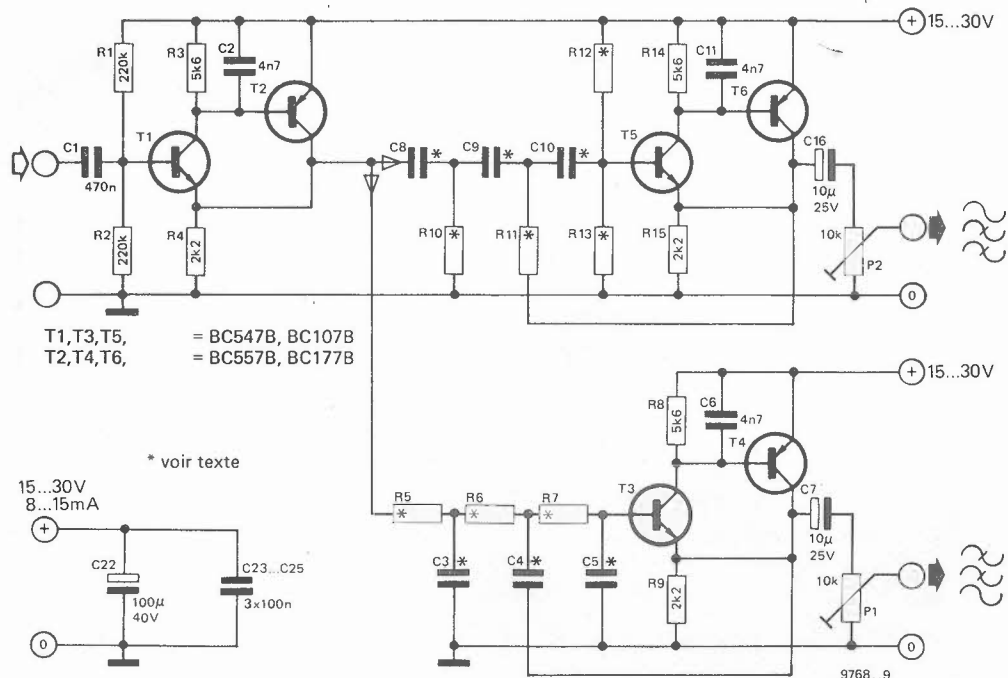 15...30V
R1
220k
R3
5k6
C2
4n7
T2
R12
*
R14
5k6
C11
4n7
T6
C1
470n
T1
C8
*
C9
*
C10
*
T5
C16
10µ
25V
R2
220k
R4
2k2
R10
*
R11
*
R13
*
R15
2k2
10k
P2
0
T1,T3,T5, = BC547B, BC107B
T2,T4,T6, = BC557B, BC177B
15...30V
R8
5k6
C6
4n7
T4
* voir texte
15...30V
8...15mA
R5
*
R6
*
R7
*
T3
C7
10µ
25V
C22
100µ
40V
C23...C25
3x100n
C3
*
C4
*
C5
*
R9
2k2
10k
P1
0
0
9768...9